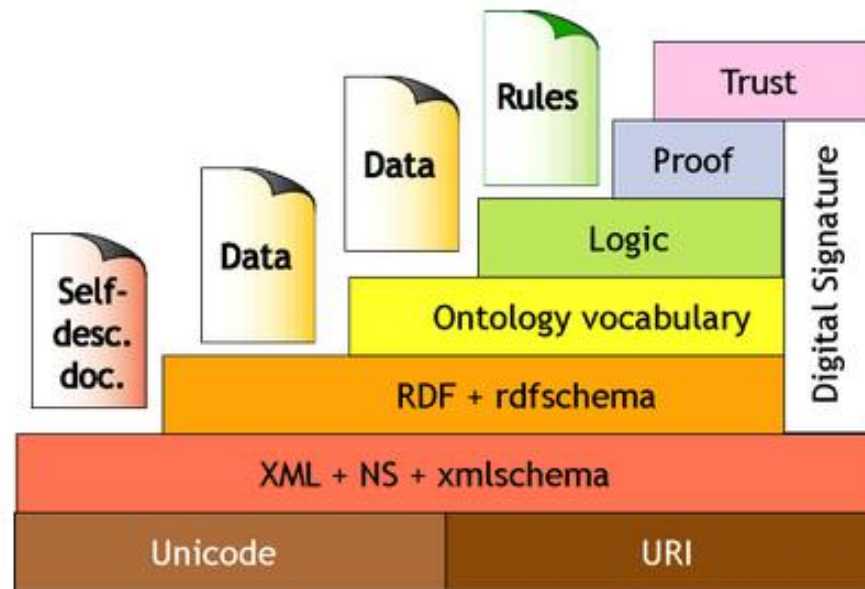 Rules
Trust
Data
Proof
Data
Logic
Digital Signature
Self-
desc.
doc.
Ontology vocabulary
RDF + rdfschema
XML + NS + xmlschema
Unicode
URI